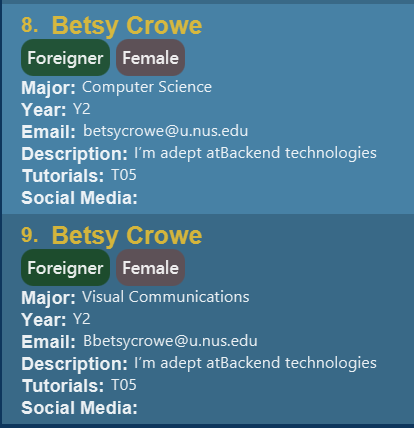 8. Betsy Crowe
Foreigner Female
Major: Computer Science
Year: Y2
Email: betsycrowe@u.nus.edu
Description: I'm adept atBackend technologies
Tutorials: T05
Social Media:
9. Betsy Crowe
Foreigner Female
Major: Visual Communications
Year: Y2
Email: Bbetsycrowe@u.nus.edu
Description: I'm adept atBackend technologies
Tutorials: T05
Social Media: